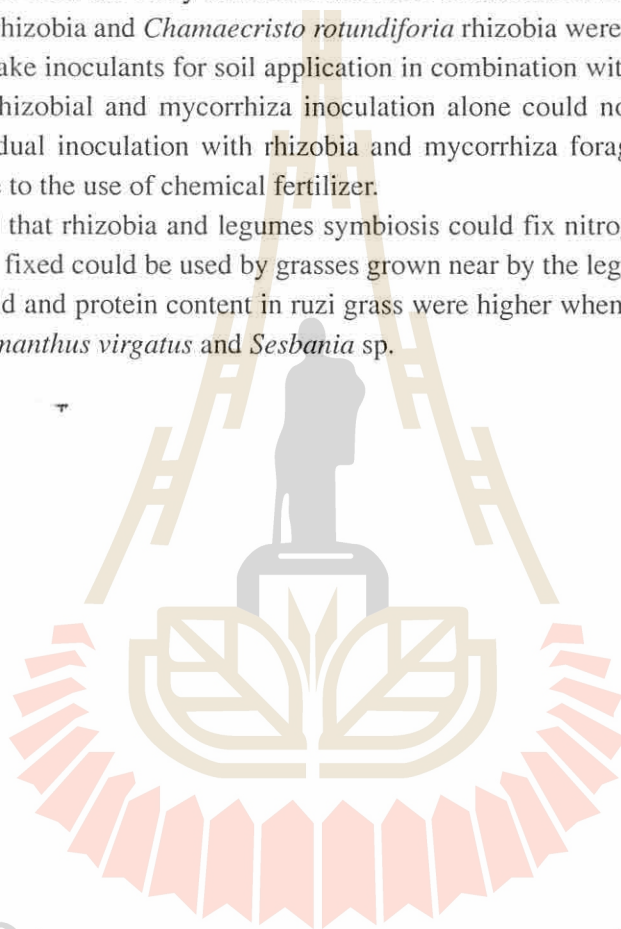 hizobia and Chamaecristo rotundiforia rhizobia were
ake inoculants for soil application in combination wit
hizobial and mycorrhiza inoculation alone could no
dual inoculation with rhizobia and mycorrhiza forag
to the use of chemical fertilizer.
that rhizobia and legumes symbiosis could fix nitro
fixed could be used by grasses grown near by the leg
d and protein content in ruzi grass were higher when
nanthus virgatus and Sesbania sp.